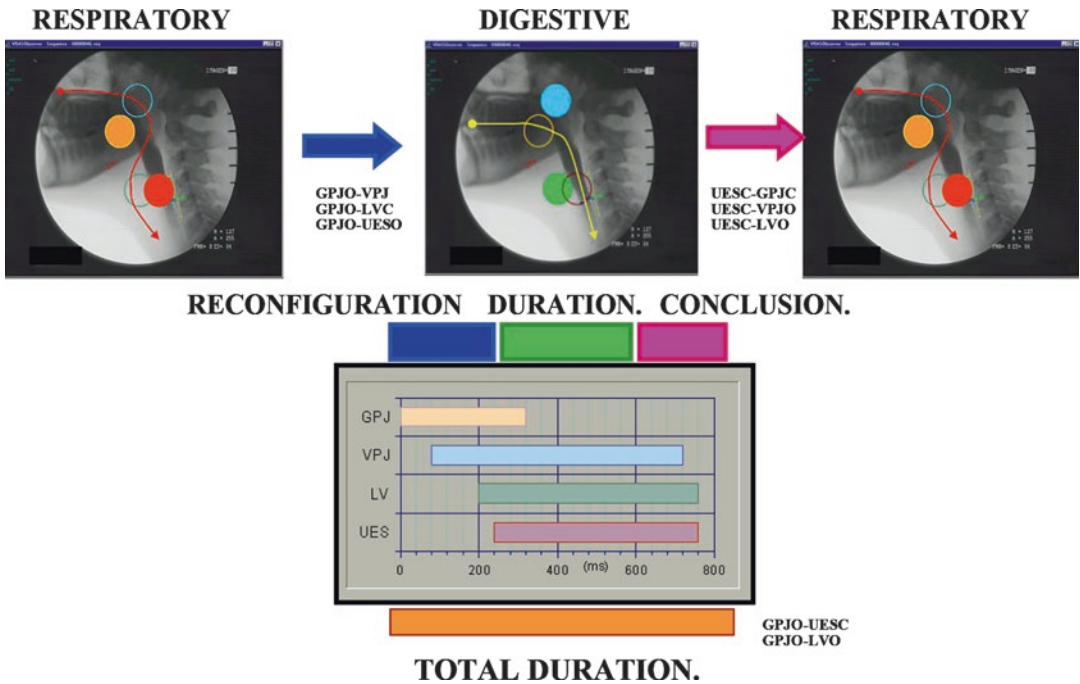 RESPIRATORY
DIGESTIVE
RESPIRATORY
GPJO-VPJ
GPJO-LVC
GPJO-UESO
UESC-GPJC
UESC-VPJO
UESC-LVO
RECONFIGURATION DURATION. CONCLUSION.
GPJ
VPJ
LV
UES
0 200 400 (ms) 600 800
GPJO-UESC
GPJO-LVO
TOTAL DURATION.